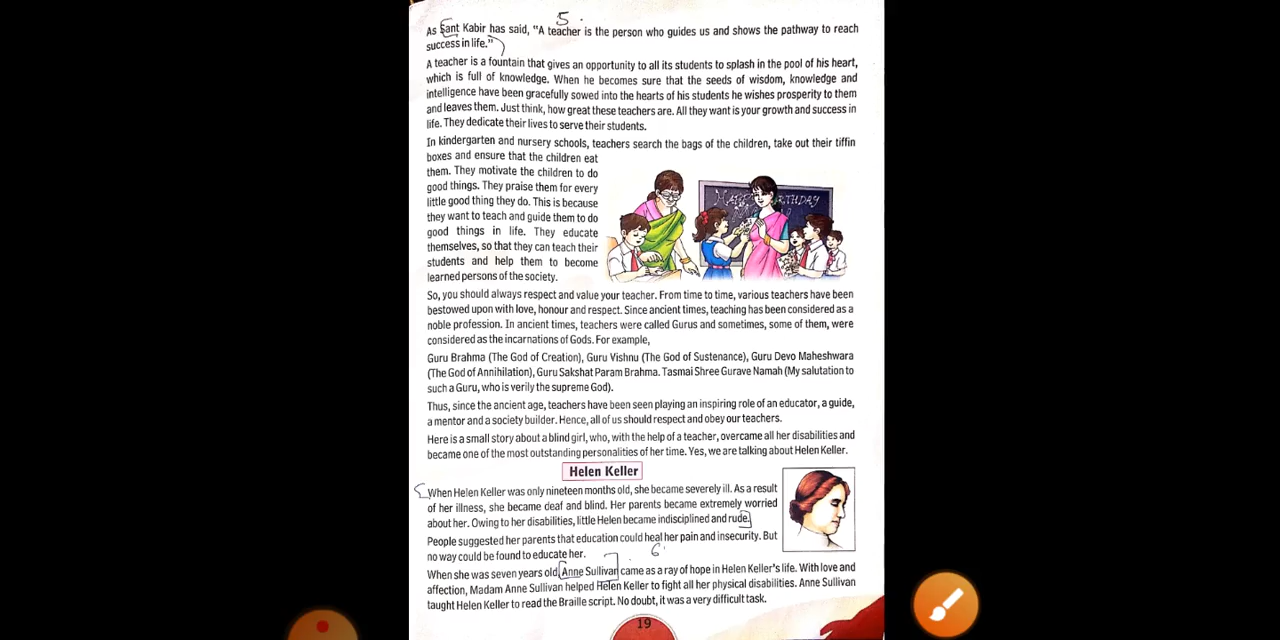 5.
As Sant Kabir has said, "A teacher is the person who guides us and shows the pathway to reach
success in life."
A teacher is a fountain that gives an opportunity to all its students to splash in the pool of his heart,
which is full of knowledge. When he becomes sure that the seeds of wisdom, knowledge and
intelligence have been gracefully sowed into the hearts of his students he wishes prosperity to them
and leaves them. Just think, how great these teachers are. All they want is your growth and success in
life. They dedicate their lives to serve their students.
In kindergarten and nursery schools, teachers search the bags of the children, take out their tiffin
boxes and ensure that the children eat
them. They motivate the children to do
good things. They praise them for every
little good thing they do. This is because
they want to teach and guide them to do
good things in life. They educate
themselves, so that they can teach their
students and help them to become
learned persons of the society.
So, you should always respect and value your teacher. From time to time, various teachers have been
bestowed upon with love, honour and respect. Since ancient times, teaching has been considered as a
noble profession. In ancient times, teachers were called Gurus and sometimes, some of them, were
considered as the incarnations of Gods. For example,
Guru Brahma (The God of Creation), Guru Vishnu (The God of Sustenance), Guru Devo Maheshwara
(The God of Annihilation), Guru Sakshat Param Brahma. Tasmai Shree Gurave Namah (My salutation to
such a Guru, who is verily the supreme God).
Thus, since the ancient age, teachers have been seen playing an inspiring role of an educator, a guide,
a mentor and a society builder. Hence, all of us should respect and obey our teachers.
Here is a small story about a blind girl, who, with the help of a teacher, overcame all her disabilities and
became one of the most outstanding personalities of her time. Yes, we are talking about Helen Keller.
Helen Keller
When Helen Keller was only nineteen months old, she became severely ill. As a result
of her illness, she became deaf and blind. Her parents became extremely worried
about her. Owing to her disabilities, little Helen became indisciplined and rude.
People suggested her parents that education could heal her pain and insecurity. But
no way could be found to educate her.
6
When she was seven years old, Anne Sullivan came as a ray of hope in Helen Keller's life. With love and
affection, Madam Anne Sullivan helped Helen Keller to fight all her physical disabilities. Anne Sullivan
taught Helen Keller to read the Braille script. No doubt, it was a very difficult task.
19